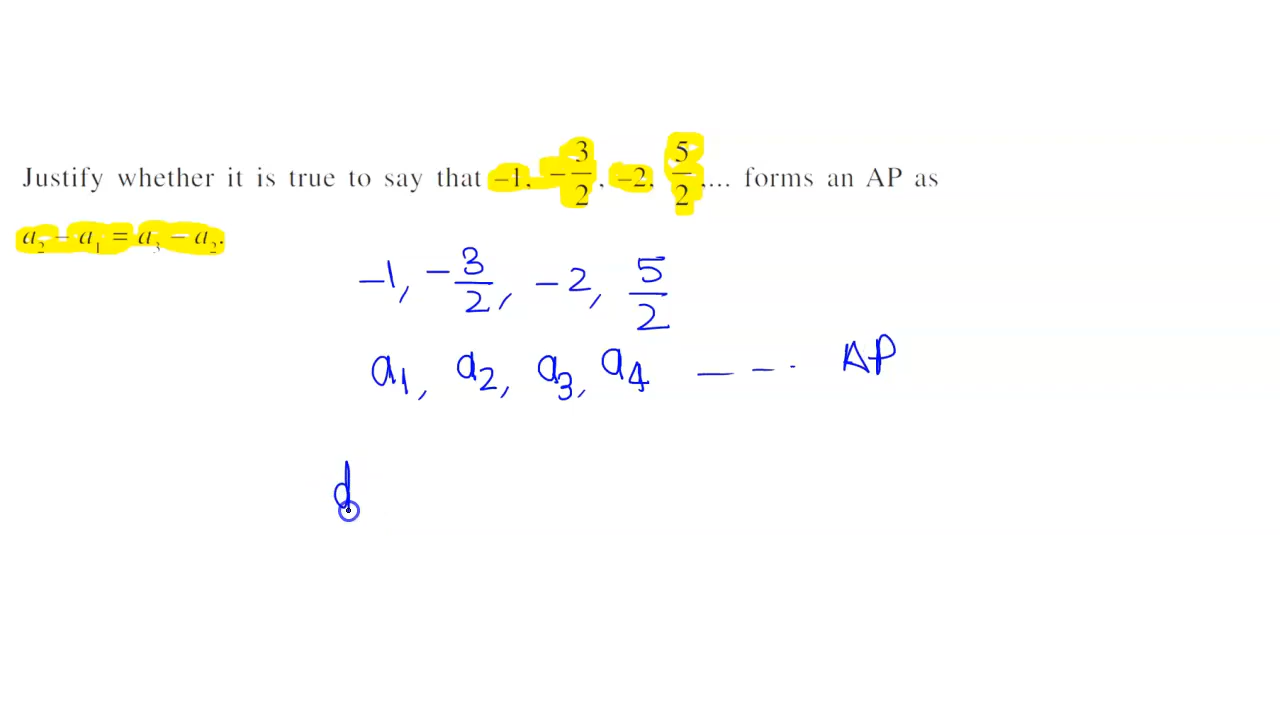 Justify whether it is true to say that –1, –3/2, –2, 5/2,... forms an AP as
a₂ – a₁ = a₃ – a₂.
–1, –3/2, –2, 5/2
a₁, a₂, a₃, a₄ – – · AP
d